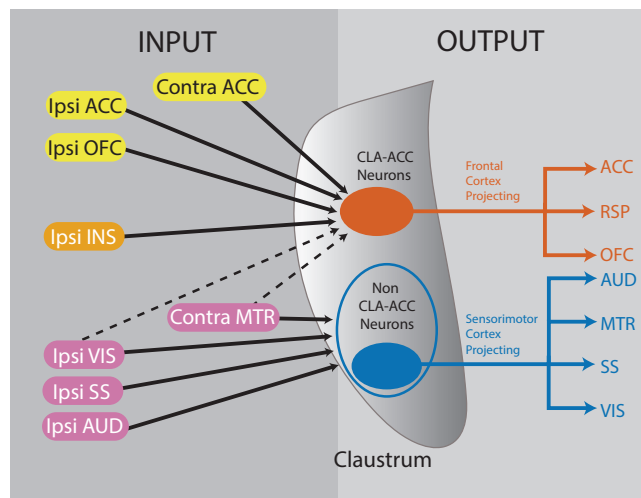 INPUT
OUTPUT
Contra ACC
Ipsi ACC
Ipsi OFC
Ipsi INS
Contra MTR
Ipsi VIS
Ipsi SS
Ipsi AUD
CLA-ACC
Neurons
Non
CLA-ACC
Neurons
Claustrum
Frontal
Cortex
Projecting
ACC
RSP
OFC
Sensorimotor
Cortex
Projecting
AUD
MTR
SS
VIS